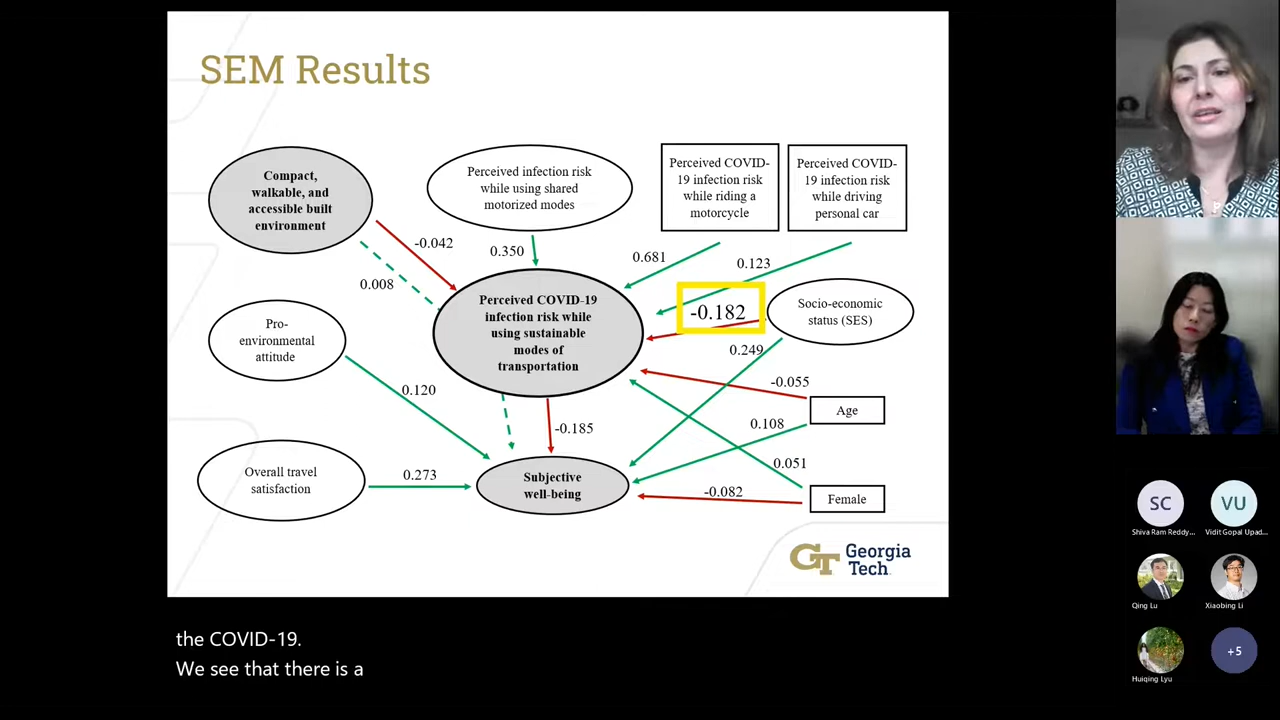 SEM Results
Compact,
walkable, and
accessible built
environment
Perceived infection risk
while using shared
motorized modes
Perceived COVID-
19 infection risk
while riding a
motorcycle
Perceived COVID-
19 infection risk
while driving
personal car
-0.042
0.350
0.681
0.123
0.008
Perceived COVID-19
infection risk while
using sustainable
modes of
transportation
-0.182
Socio-economic
status (SES)
Pro-
environmental
attitude
0.249
-0.055
0.120
Age
0.108
-0.185
0.051
Overall travel
satisfaction
0.273
Subjective
well-being
-0.082
Female
GT Georgia
Tech
the COVID-19.
We see that there is a
SC
VU
Shiva Ram Reddy...
Vidit Gopal Upad...
Qing Lu
Xiaobing Li
+5
Huiqing Lyu